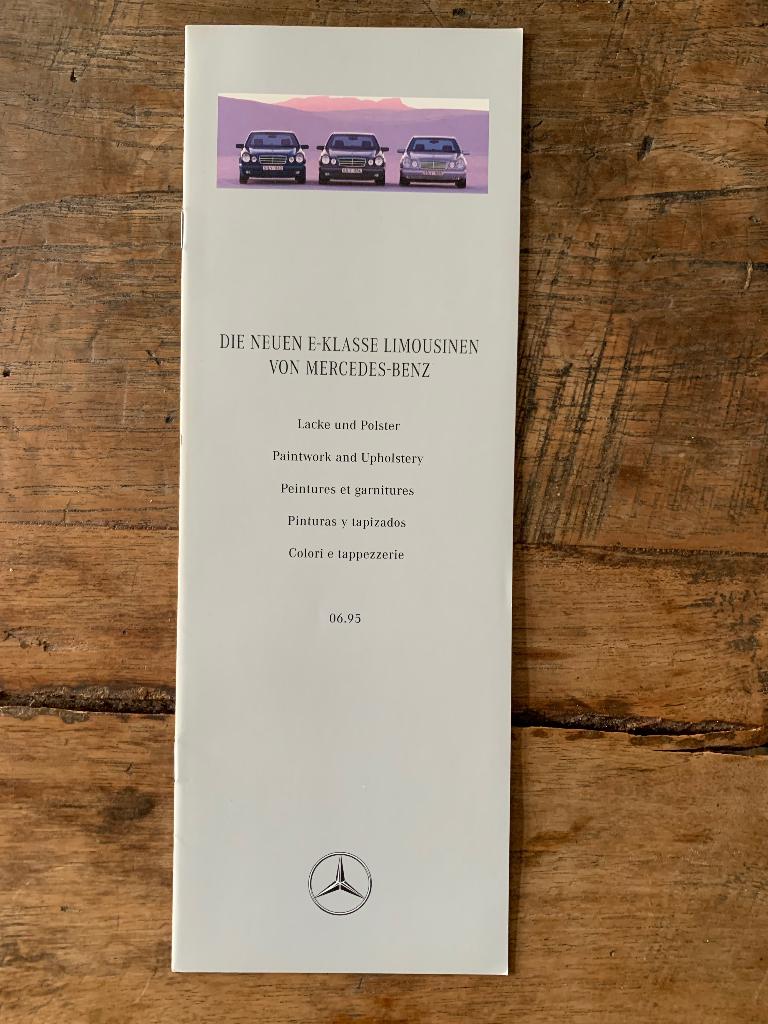 DIE NEUEN E-KLASSE LIMOUSINEN
VON MERCEDES-BENZ
Lacke und Polster
Paintwork and Upholstery
Peintures et garnitures
Pinturas y tapizados
Colori e tappezzerie
06.95